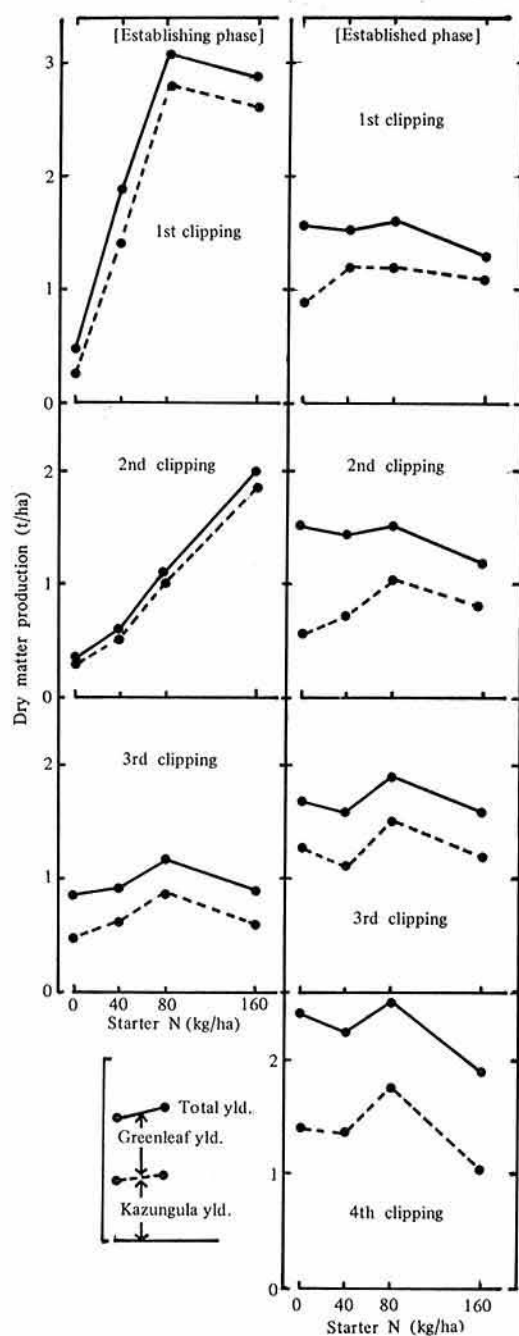 [Establishing phase]
[Established phase]
3
2
1
0
1st clipping
1st clipping
2
1
0
2nd clipping
2nd clipping
Dry matter production (t/ha)
2
1
0
3rd clipping
3rd clipping
0 40 80 160
Starter N (kg/ha)
2
1
0
4th clipping
0 40 80 160
Starter N (kg/ha)
Total yld.
Greenleaf yld.
Kazungula yld.